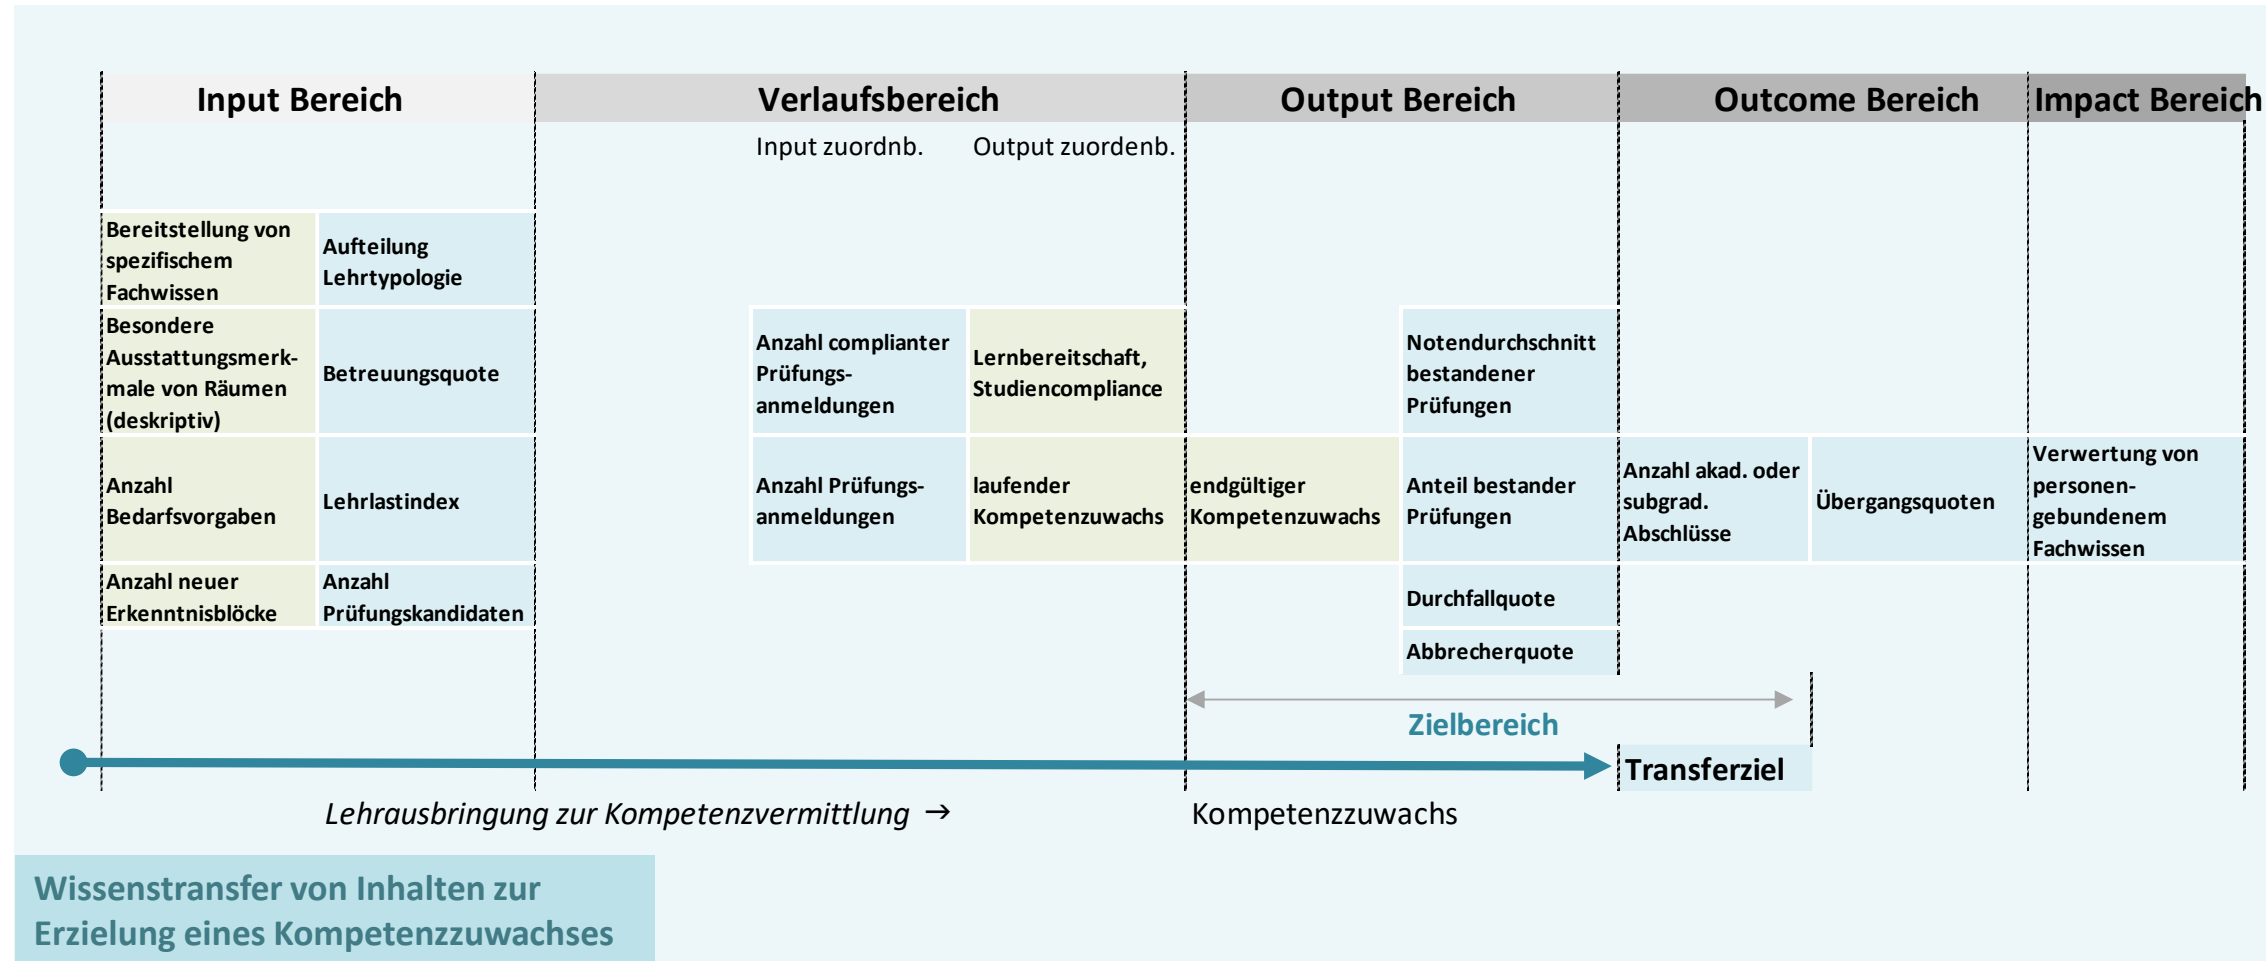 Input Bereich
Verlaufsbereich
Output Bereich
Outcome Bereich
Impact Bereich
Input zuordnb.
Output zuordenb.
Bereitstellung von
spezifischem
Fachwissen
Aufteilung
Lehrtypologie
Besondere
Ausstattungsmerk-
male von Räumen
(deskriptiv)
Betreuungsquote
Anzahl complianter
Prüfungs-
anmeldungen
Lernbereitschaft,
Studiencompliance
Notendurchschnitt
bestandener
Prüfungen
Anzahl
Bedarfsvorgaben
Lehrlastindex
Anzahl Prüfungs-
anmeldungen
laufender
Kompetenzuwachs
endgültiger
Kompetenzuwachs
Anteil bestander
Prüfungen
Anzahl akad. oder
subgrad.
Abschlüsse
Übergangsquoten
Verwertung von
personen-
gebundenem
Fachwissen
Anzahl neuer
Erkenntnisblöcke
Anzahl
Prüfungskandidaten
Durchfallquote
Abbrecherquote
Zielbereich
Transferziel
Lehrausbringung zur Kompetenzvermittlung →
Kompetenzzuwachs
Wissenstransfer von Inhalten zur
Erzielung eines Kompetenzzuwachses